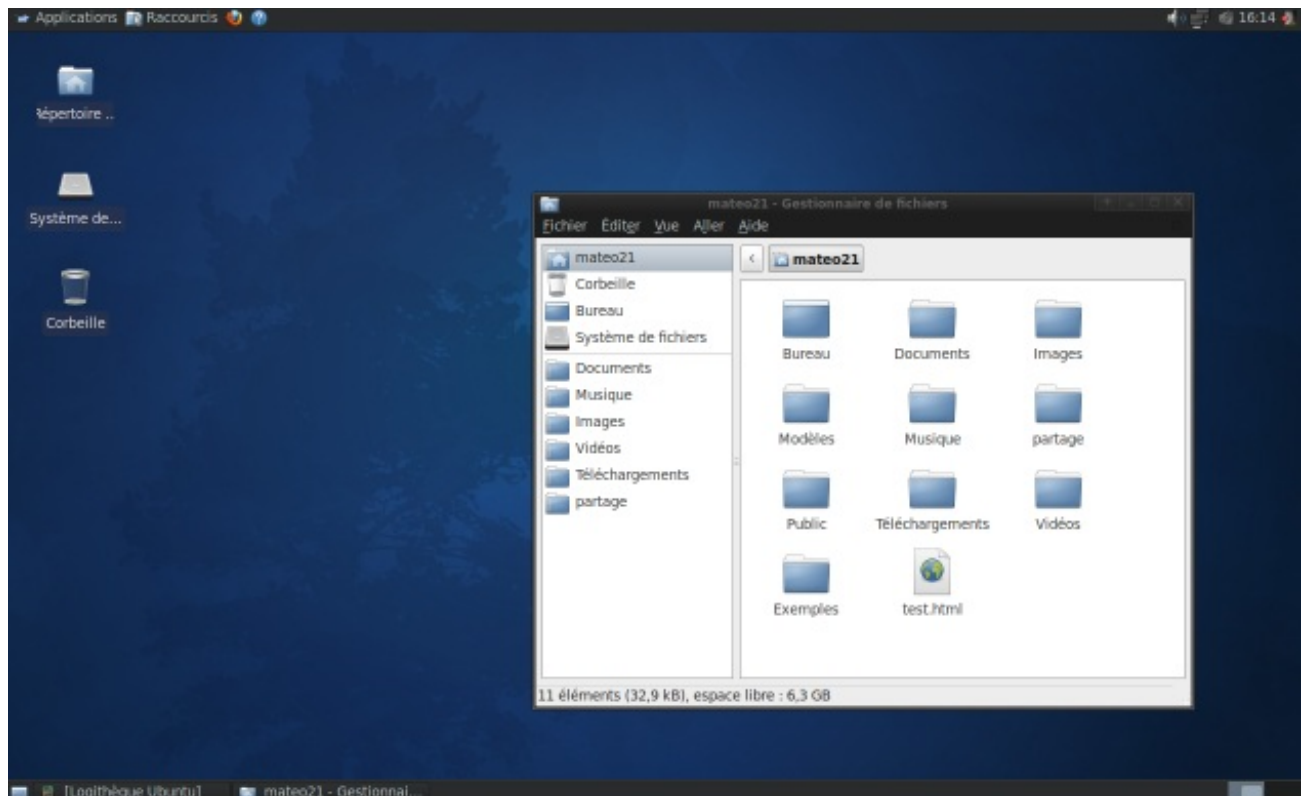 Applications Raccourcis 16:14
Répertoire ..
Système de...
Corbeille
mateo21 - Gestionnaire de fichiers
Fichier Éditer Vue Aller Aide
mateo21
Corbeille
Bureau
Système de fichiers
Documents
Musique
Images
Vidéos
Téléchargements
partage
mateo21
Bureau Documents Images
Modèles Musique partage
Public Téléchargements Vidéos
Exemples test.html
11 éléments (32,9 kB), espace libre : 6,3 GB
[Logithèque Ubuntu] mateo21 - Gestionnai...